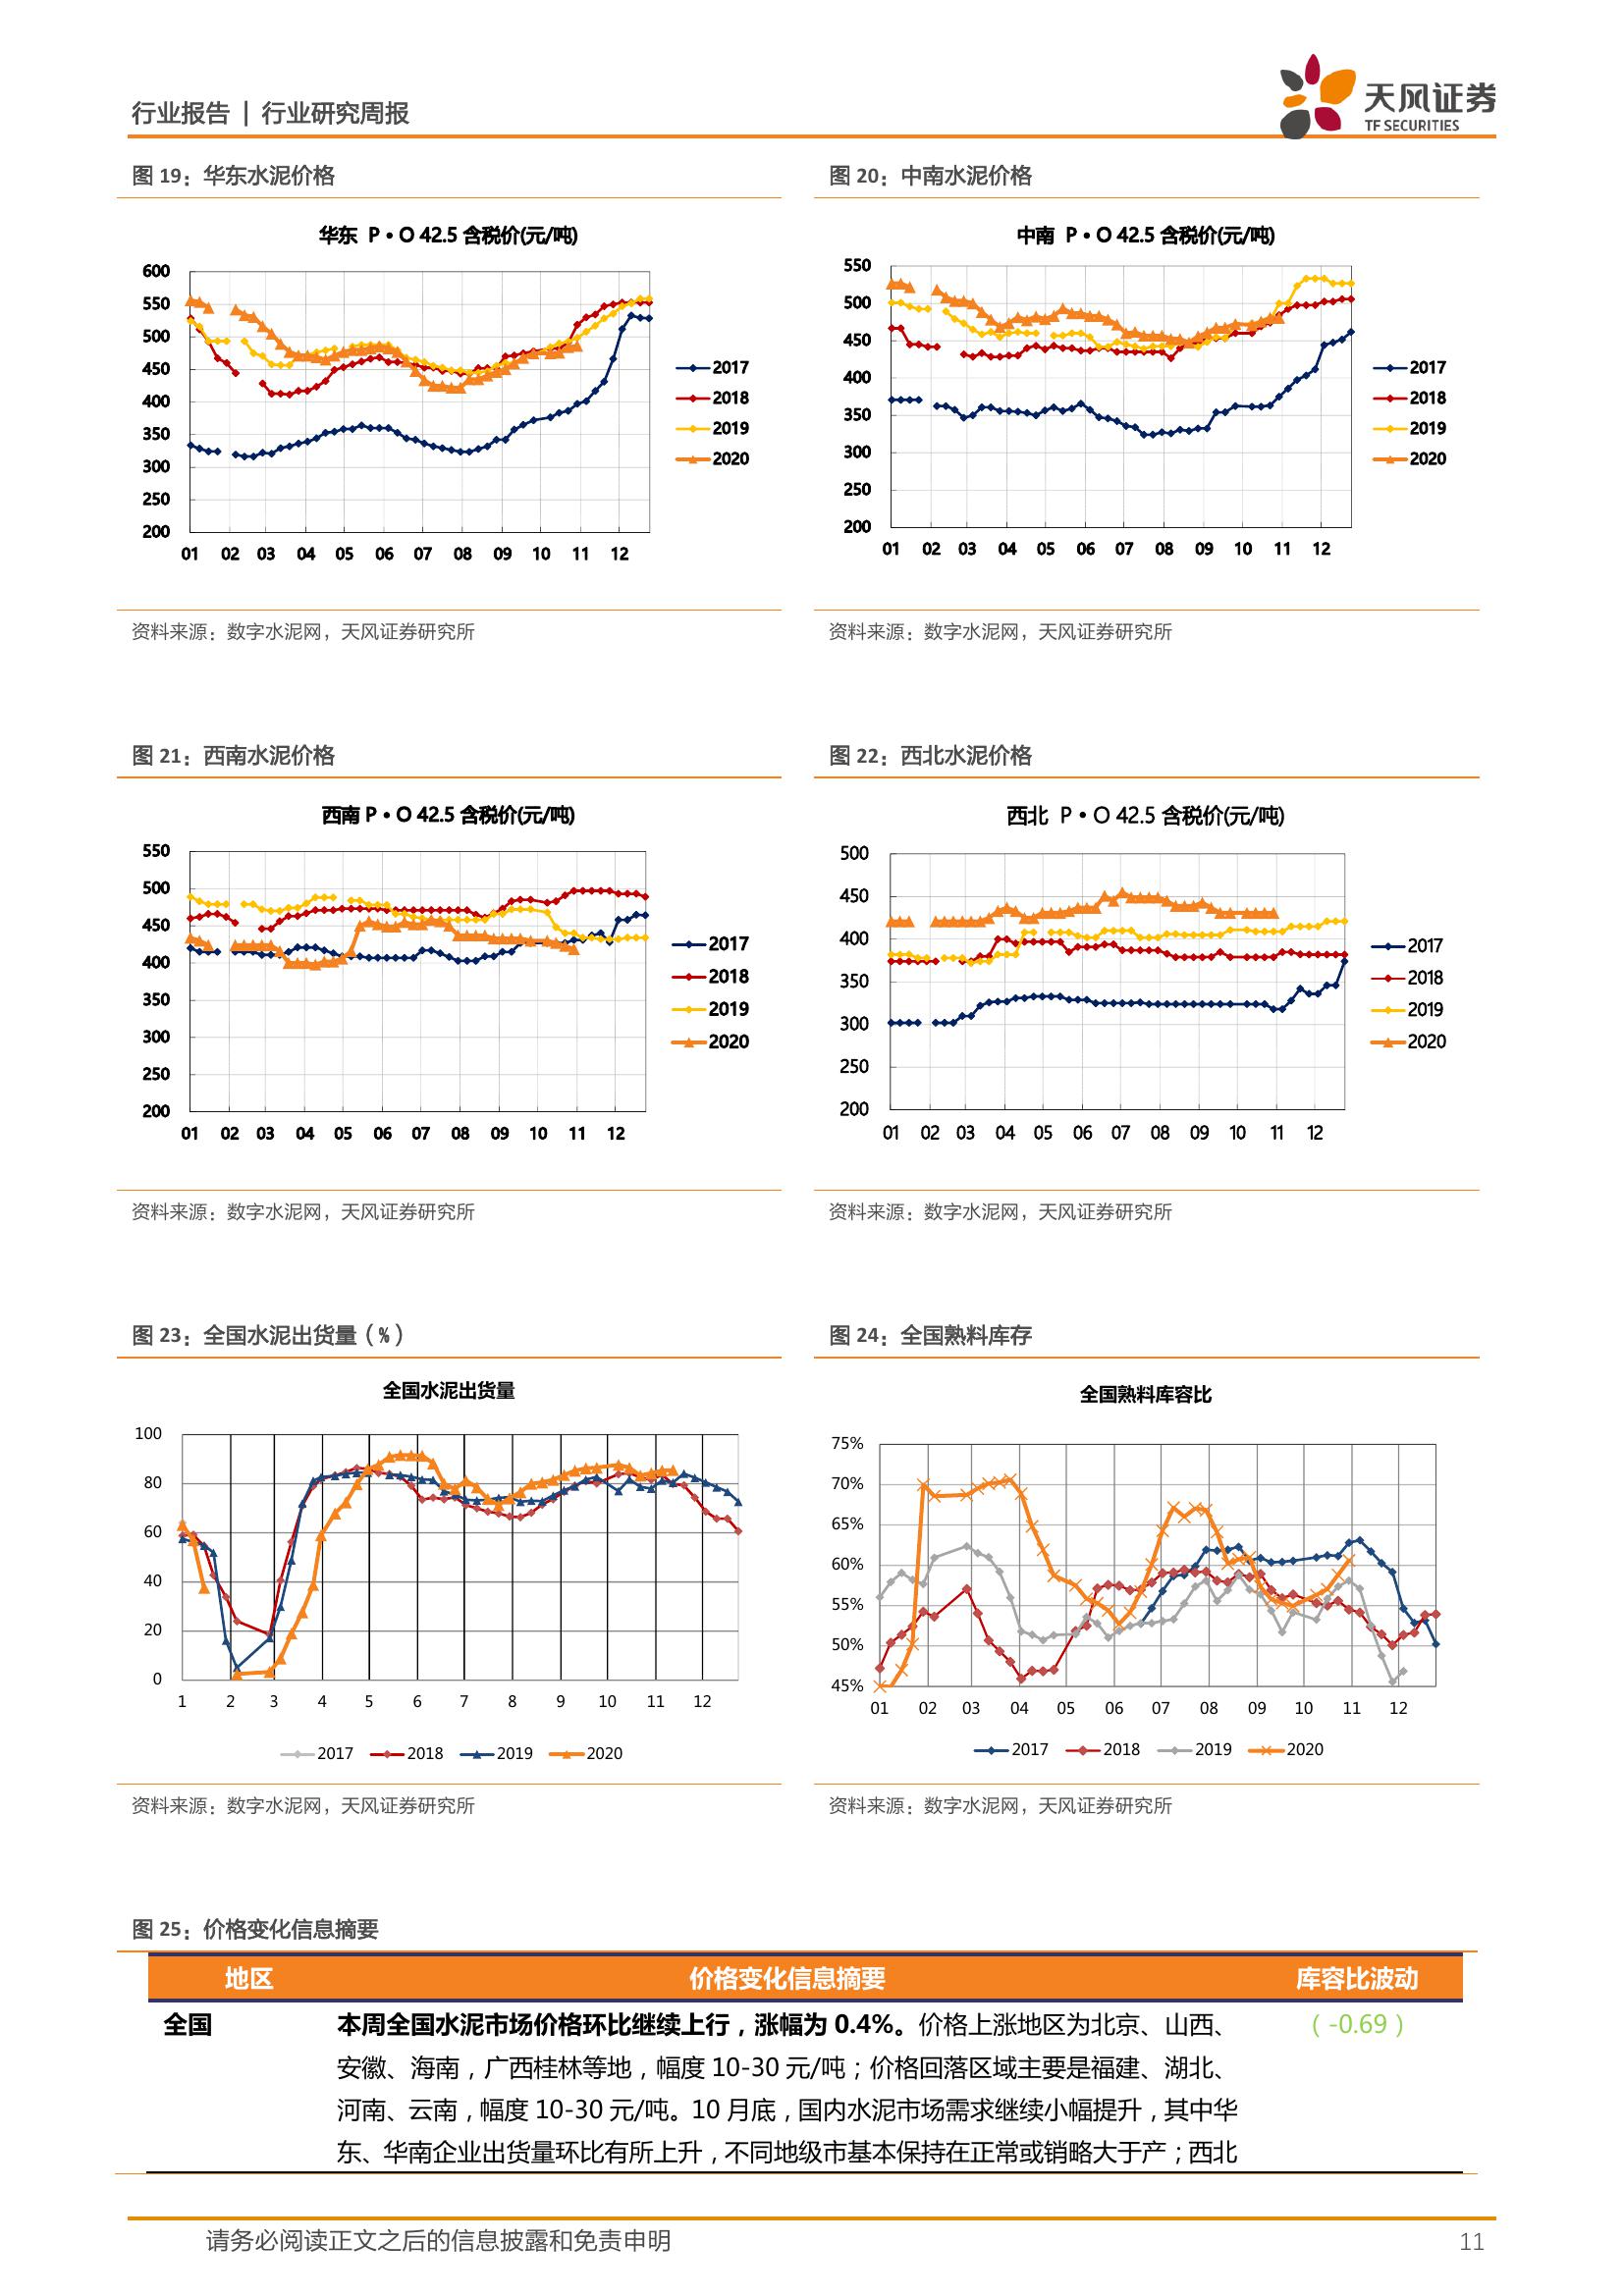 行业报告 | 行业研究周报
天风证券
TF SECURITIES
图 19：华东水泥价格
图 20：中南水泥价格
华东 P • O 42.5 含税价(元/吨)
600
550
500
450
400
350
300
250
200
01 02 03 04 05 06 07 08 09 10 11 12
2017
2018
2019
2020
中南 P • O 42.5 含税价(元/吨)
550
500
450
400
350
300
250
200
01 02 03 04 05 06 07 08 09 10 11 12
2017
2018
2019
2020
资料来源：数字水泥网，天风证券研究所
资料来源：数字水泥网，天风证券研究所
图 21：西南水泥价格
图 22：西北水泥价格
西南 P • O 42.5 含税价(元/吨)
550
500
450
400
350
300
250
200
01 02 03 04 05 06 07 08 09 10 11 12
2017
2018
2019
2020
西北 P • O 42.5 含税价(元/吨)
500
450
400
350
300
250
200
01 02 03 04 05 06 07 08 09 10 11 12
2017
2018
2019
2020
资料来源：数字水泥网，天风证券研究所
资料来源：数字水泥网，天风证券研究所
图 23：全国水泥出货量（%）
图 24：全国熟料库存
全国水泥出货量
100
80
60
40
20
0
1 2 3 4 5 6 7 8 9 10 11 12
2017 2018 2019 2020
全国熟料库容比
75%
70%
65%
60%
55%
50%
45%
01 02 03 04 05 06 07 08 09 10 11 12
2017 2018 2019 2020
资料来源：数字水泥网，天风证券研究所
资料来源：数字水泥网，天风证券研究所
图 25：价格变化信息摘要
地区 价格变化信息摘要 库容比波动
全国 本周全国水泥市场价格环比继续上行，涨幅为 0.4%。价格上涨地区为北京、山西、 （ -0.69 ）
安徽、海南，广西桂林等地，幅度 10-30 元/吨；价格回落区域主要是福建、湖北、
河南、云南，幅度 10-30 元/吨。10 月底，国内水泥市场需求继续小幅提升，其中华
东、华南企业出货量环比有所上升，不同地级市基本保持在正常或销略大于产；西北
请务必阅读正文之后的信息披露和免责申明
11